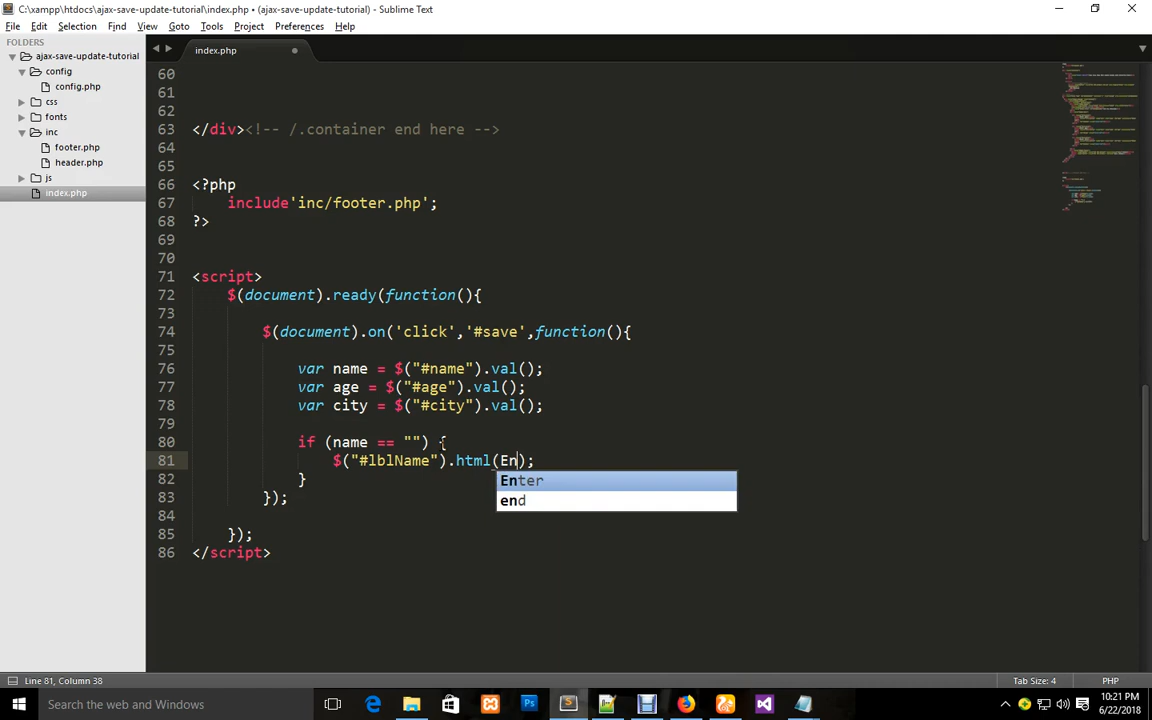 C:\xampp\htdocs\ajax-save-update-tutorial\index.php • (ajax-save-update-tutorial) - Sublime Text
File Edit Selection Find View Goto Tools Project Preferences Help
FOLDERS
ajax-save-update-tutorial
config
config.php
css
fonts
inc
footer.php
header.php
js
index.php
index.php
60
61
62
63 </div><!-- /.container end here -->
64
65
66 <?php
67 include'inc/footer.php';
68 ?>
69
70
71 <script>
72 $(document).ready(function(){
73
74 $(document).on('click','#save',function(){
75
76 var name = $("#name").val();
77 var age = $("#age").val();
78 var city = $("#city").val();
79
80 if (name == "") {
81 $("#lblName").html(En);
Enter
end
82 }
83 });
84
85 });
86 </script>
Line 81, Column 38
Tab Size: 4
PHP
Search the web and Windows
10:21 PM
6/22/2018